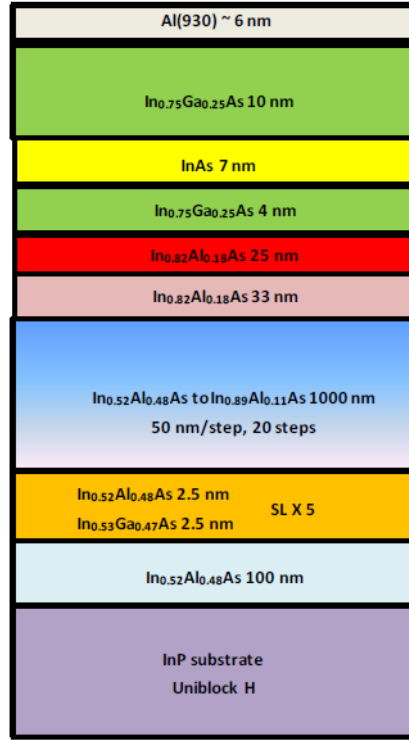 Al(930) ~ 6 nm
In₀.₇₅Ga₀.₂₅As 10 nm
InAs 7 nm
In₀.₇₅Ga₀.₂₅As 4 nm
In₀.₈₂Al₀.₁₈As 25 nm
In₀.₈₂Al₀.₁₈As 33 nm
In₀.₅₂Al₀.₄₈As to In₀.₈₉Al₀.₁₁As 1000 nm
50 nm/step, 20 steps
In₀.₅₂Al₀.₄₈As 2.5 nm
SL X 5
In₀.₅₃Ga₀.₄₇As 2.5 nm
In₀.₅₂Al₀.₄₈As 100 nm
InP substrate
Uniblock H